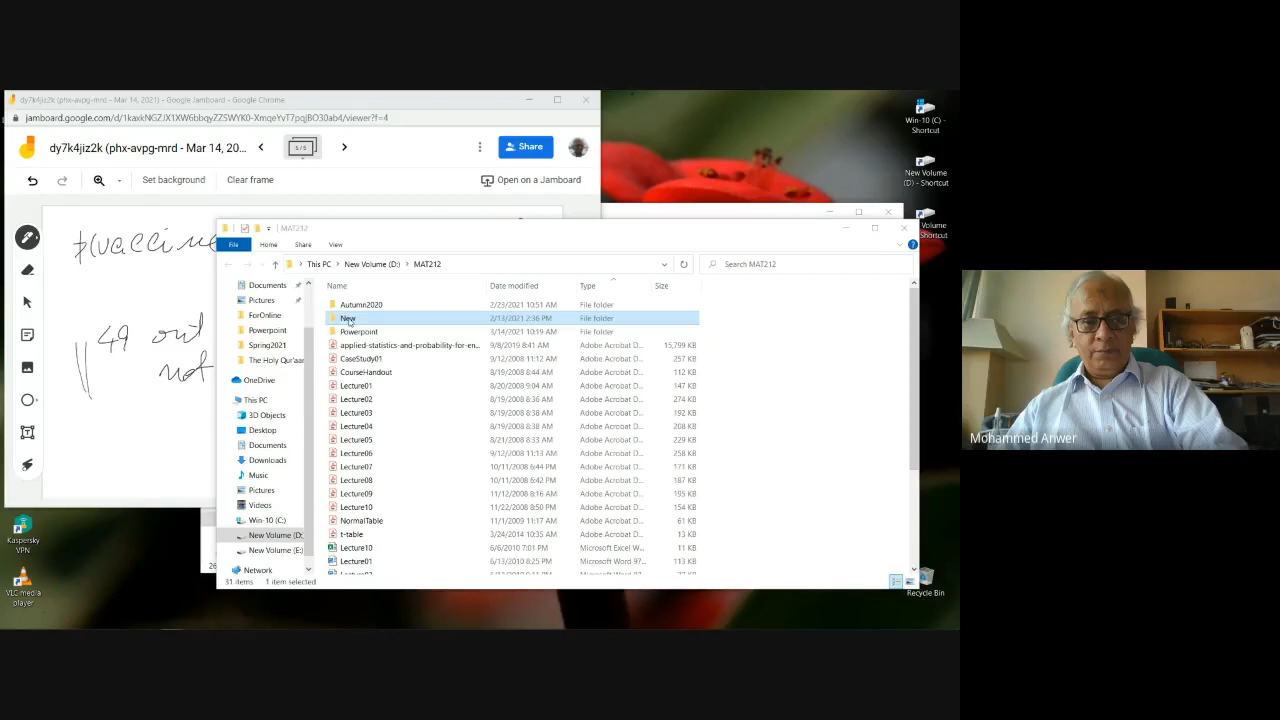 dy7k4jiz2k (phx-avpg-mrd - Mar 14, 2021) - Google Jamboard - Google Chrome
jamboard.google.com/d/1kaxkNGZJX1XW6bbqyZZSWYK0-XmqeYvT7pqjBO30ab4/viewer?f=4
dy7k4jiz2k (phx-avpg-mrd - Mar 14, 20...
5/5
Share
Set background
Clear frame
Open on a Jamboard
49 out
not
MAT212
File
Home
Share
View
This PC
New Volume (D:)
MAT212
Search MAT212
Name
Date modified
Type
Size
Documents
Pictures
ForOnline
Powerpoint
Spring2021
The Holy Qur'aan
OneDrive
This PC
3D Objects
Desktop
Documents
Downloads
Music
Pictures
Videos
Win-10 (C:)
New Volume (D:
New Volume (E:)
Network
Autumn2020 2/23/2021 10:51 AM File folder
New 2/13/2021 2:36 PM File folder
Powerpoint 3/14/2021 10:19 AM File folder
applied-statistics-and-probability-for-en... 9/8/2019 8:41 AM Adobe Acrobat D... 15,799 KB
CaseStudy01 9/12/2008 11:12 AM Adobe Acrobat D... 257 KB
CourseHandout 8/19/2008 8:44 AM Adobe Acrobat D... 112 KB
Lecture01 8/20/2008 9:04 AM Adobe Acrobat D... 147 KB
Lecture02 8/19/2008 8:36 AM Adobe Acrobat D... 274 KB
Lecture03 8/19/2008 8:38 AM Adobe Acrobat D... 192 KB
Lecture04 8/19/2008 8:38 AM Adobe Acrobat D... 208 KB
Lecture05 8/21/2008 8:33 AM Adobe Acrobat D... 229 KB
Lecture06 9/12/2008 11:13 AM Adobe Acrobat D... 258 KB
Lecture07 10/11/2008 6:44 PM Adobe Acrobat D... 171 KB
Lecture08 10/11/2008 6:42 PM Adobe Acrobat D... 187 KB
Lecture09 11/12/2008 8:16 AM Adobe Acrobat D... 195 KB
Lecture10 11/22/2008 8:50 PM Adobe Acrobat D... 154 KB
NormalTable 11/1/2009 11:17 AM Adobe Acrobat D... 61 KB
t-table 3/24/2014 10:35 AM Adobe Acrobat D... 13 KB
Lecture10 6/6/2010 7:01 PM Microsoft Excel W... 11 KB
Lecture01 6/13/2010 8:25 PM Microsoft Word 97... 113 KB
31 items
1 item selected
Win-10 (C) - Shortcut
New Volume (D) - Shortcut
Volume
Shortcut
Recycle Bin
Kaspersky VPN
VLC media player
Mohammed Anwer